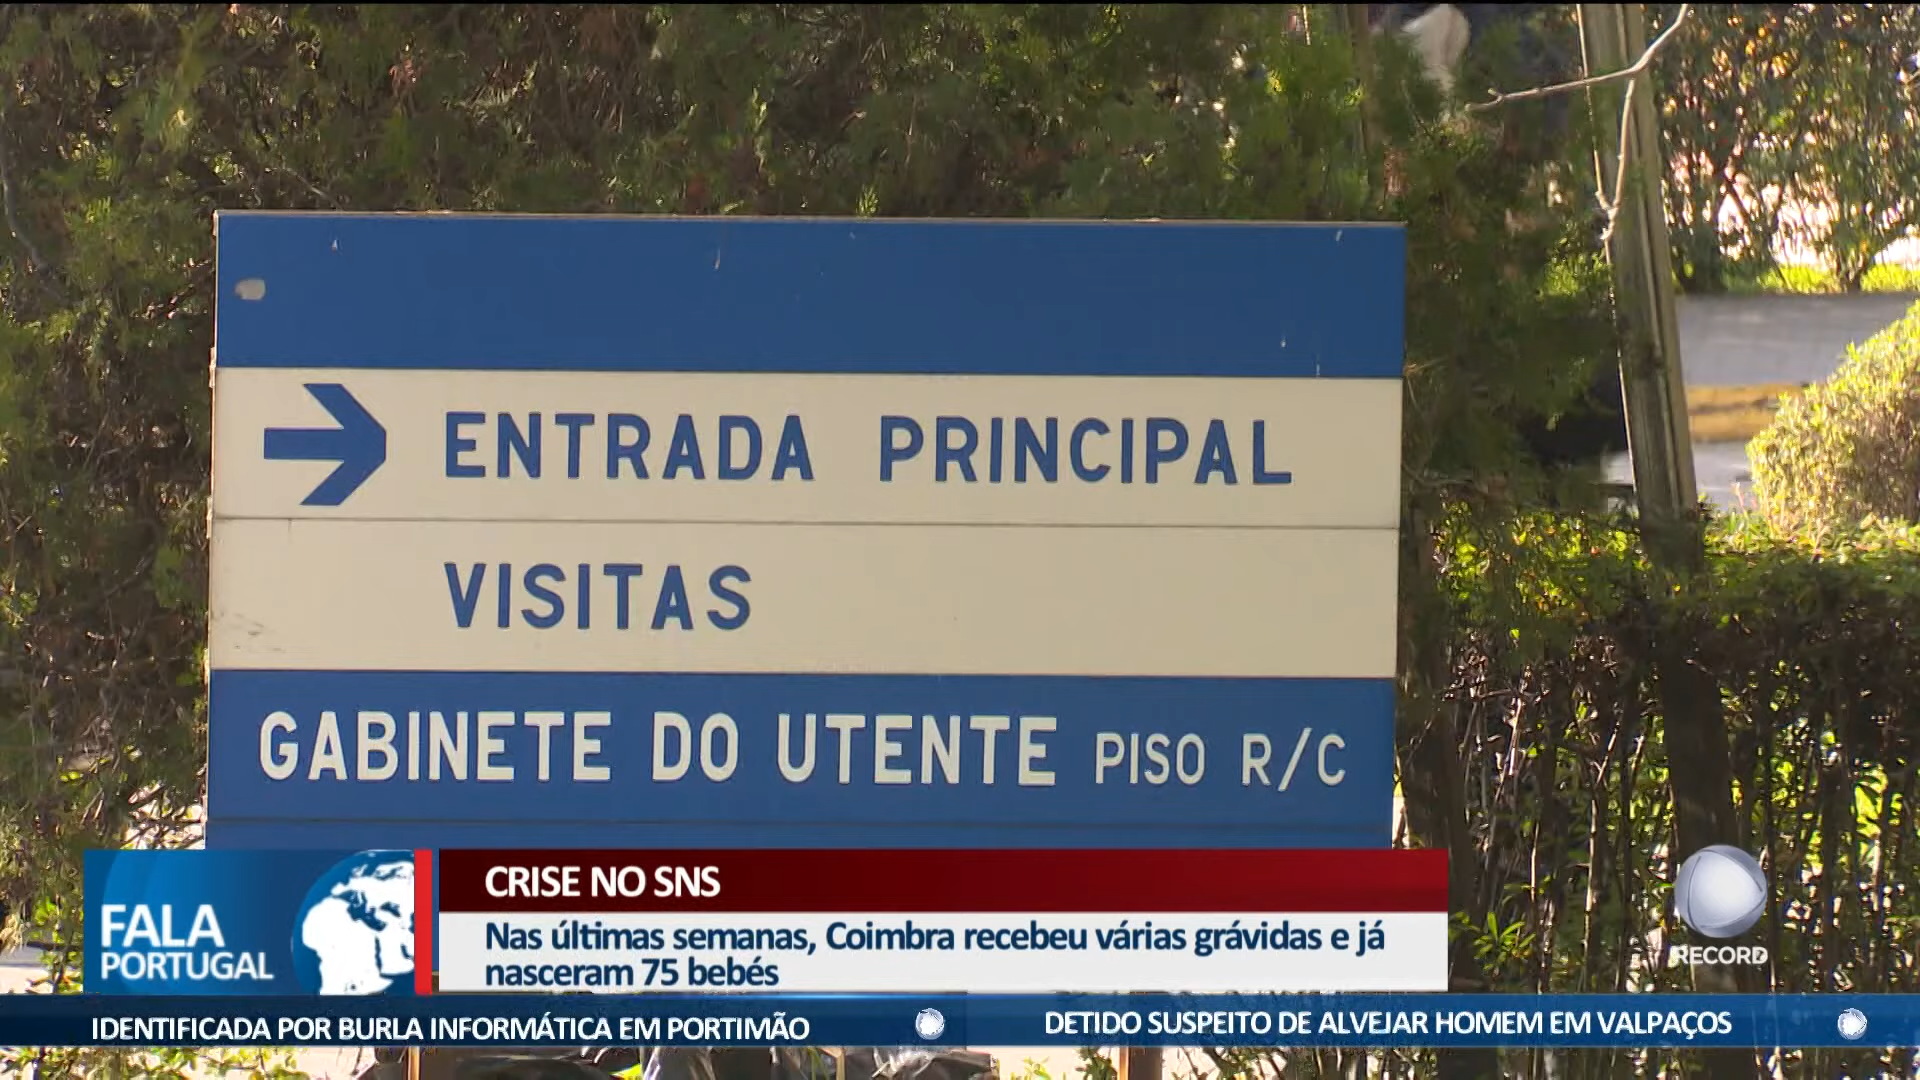 ENTRADA PRINCIPAL
VISITAS
GABINETE DO UTENTE PISO R/C
CRISE NO SNS
Nas últimas semanas, Coimbra recebeu várias grávidas e já
nasceram 75 bebés
FALA
PORTUGAL
RECORD
IDENTIFICADA POR BURLA INFORMÁTICA EM PORTIMÃO
DETIDO SUSPEITO DE ALVEJAR HOMEM EM VALPAÇOS